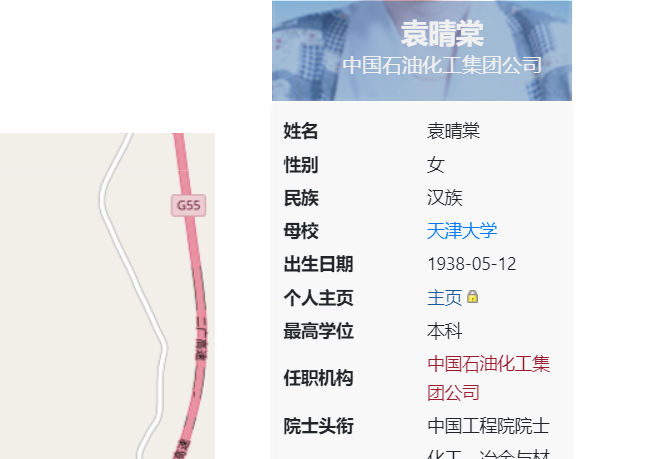 袁晴棠
中国石油化工集团公司
姓名 袁晴棠
性别 女
民族 汉族
母校 天津大学
出生日期 1938-05-12
个人主页 主页
最高学位 本科
任职机构 中国石油化工集
团公司
院士头衔 中国工程院院士
化工、冶金与材
G55
二广高速
高速